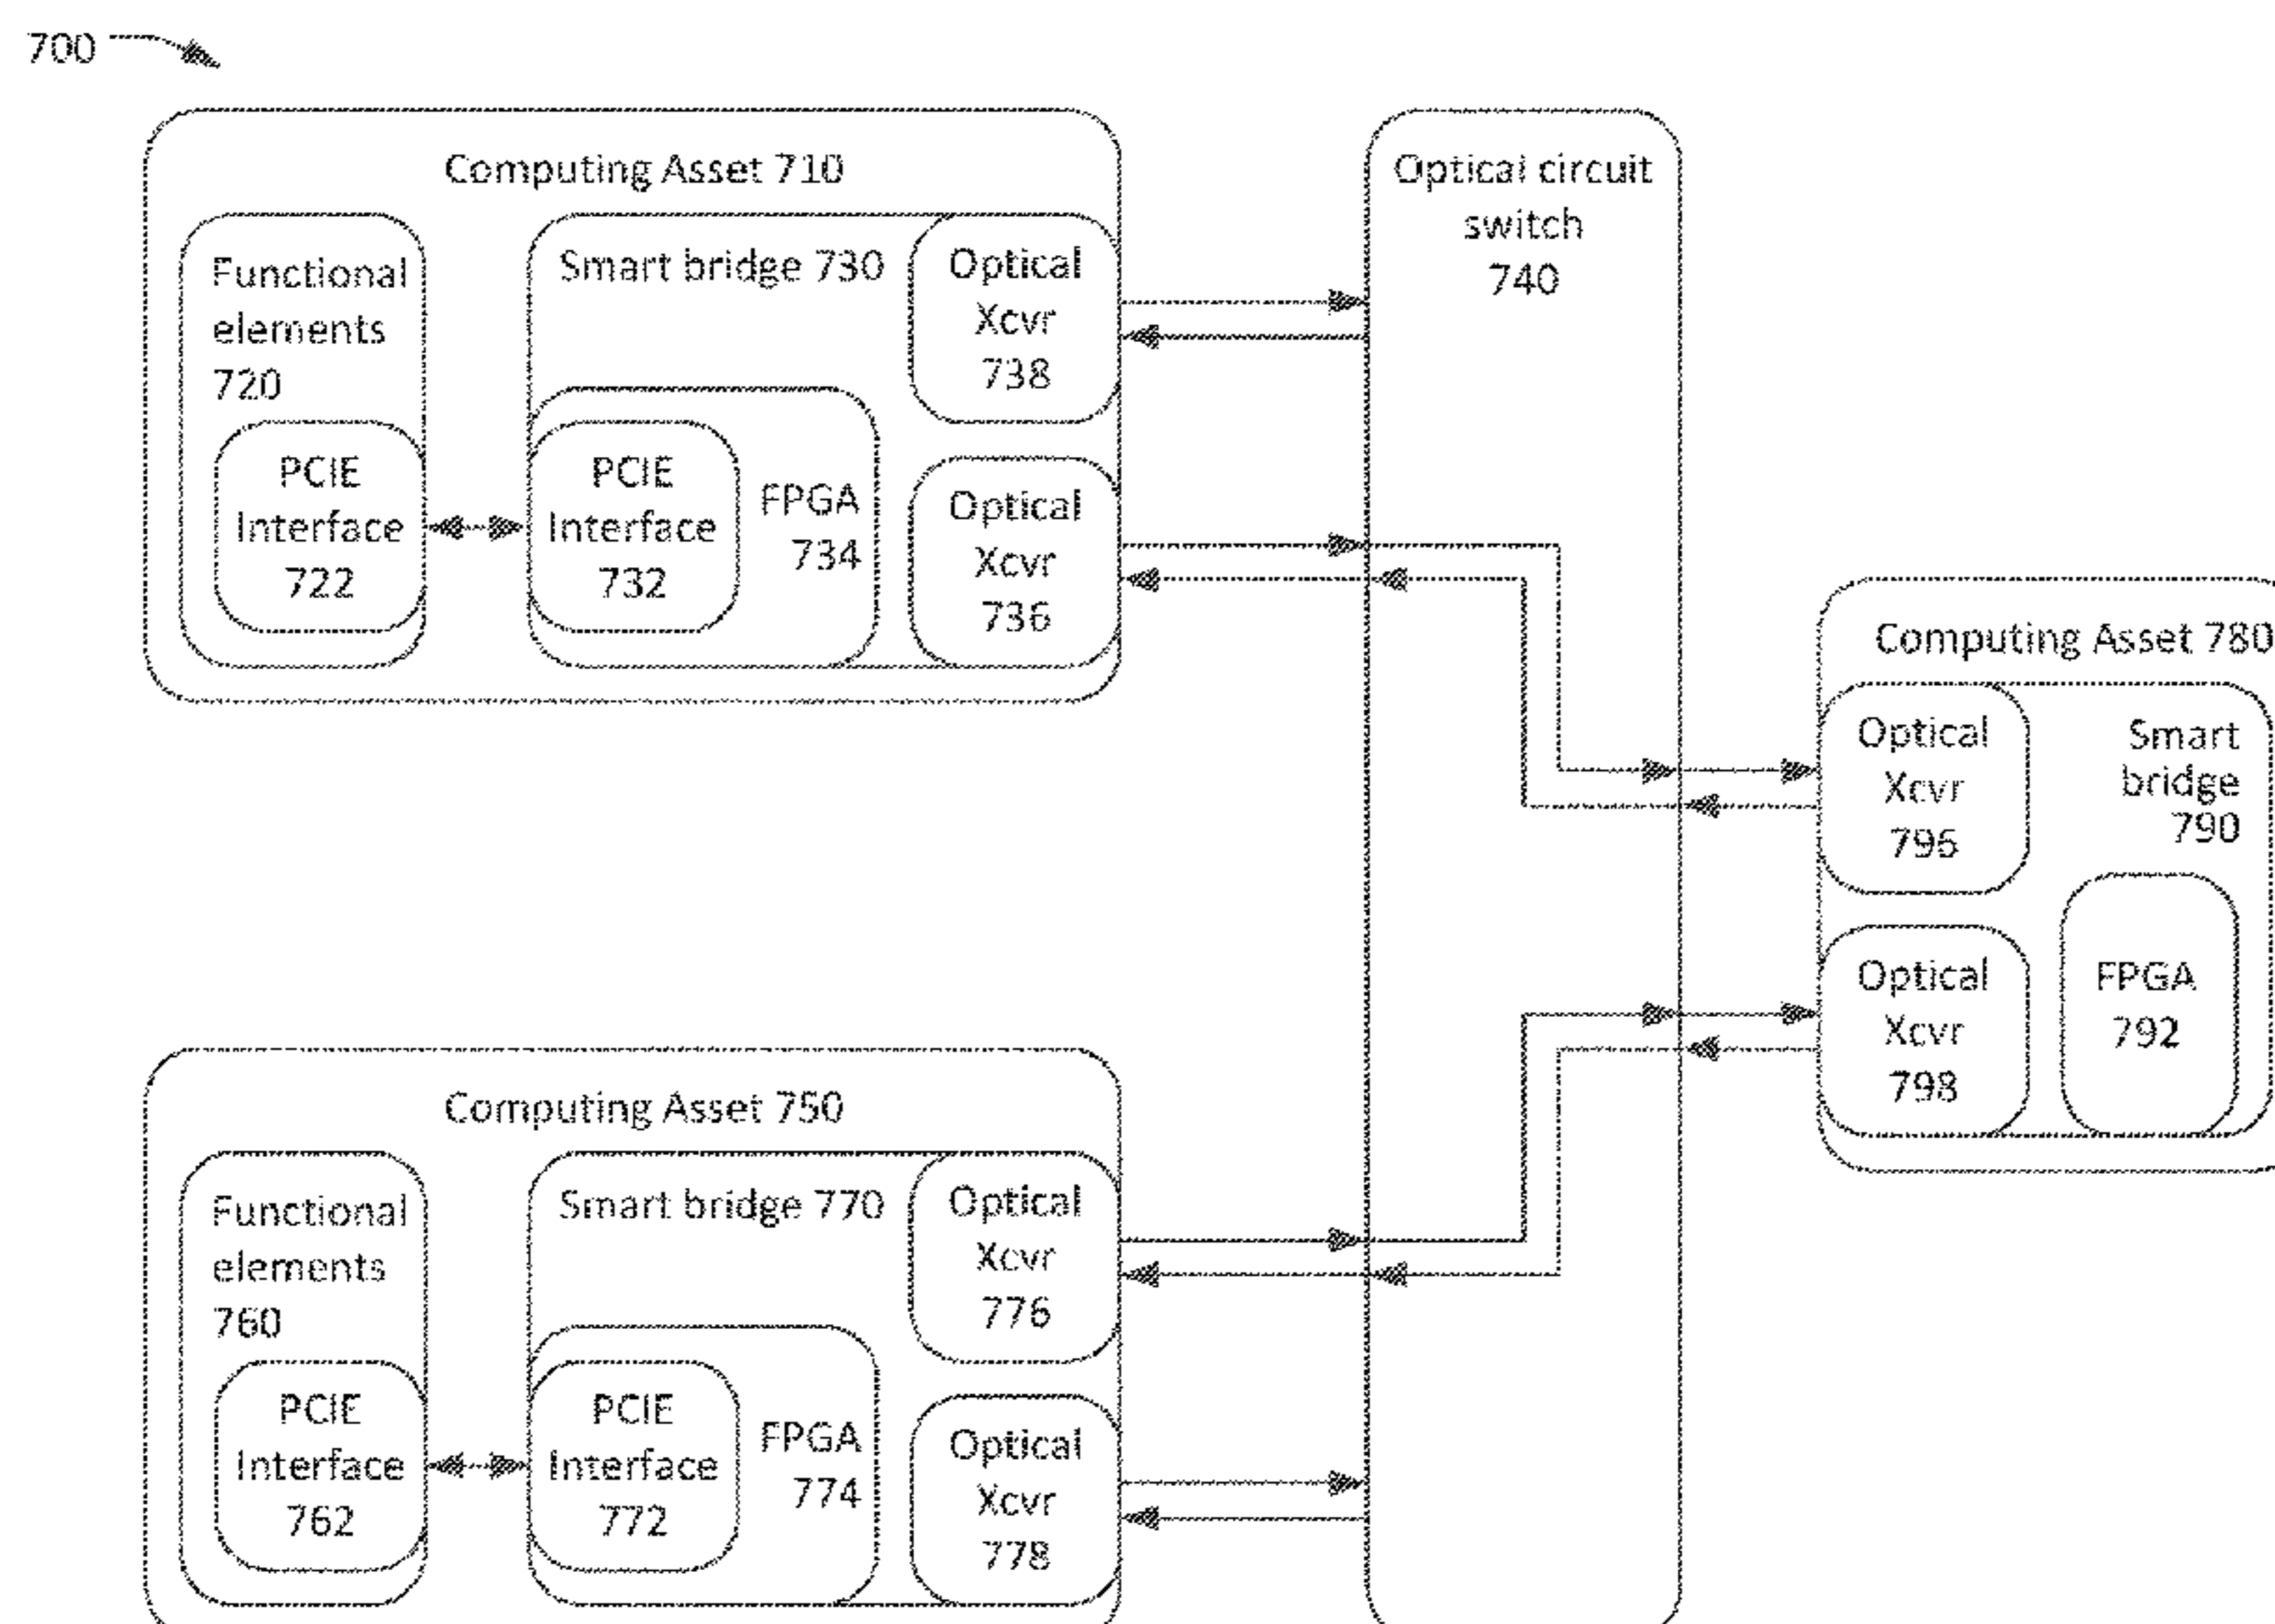 700
Computing Asset 710
Functional
elements
720
PCIE
Interface
722
Smart bridge 730
PCIE
Interface
732
FPGA
734
Optical
Xcvr
738
Optical
Xcvr
736
Optical circuit
switch
740
Computing Asset 780
Optical
Xcvr
796
Smart
bridge
790
Optical
Xcvr
798
FPGA
792
Computing Asset 750
Functional
elements
760
PCIE
Interface
762
Smart bridge 770
PCIE
Interface
772
FPGA
774
Optical
Xcvr
776
Optical
Xcvr
778